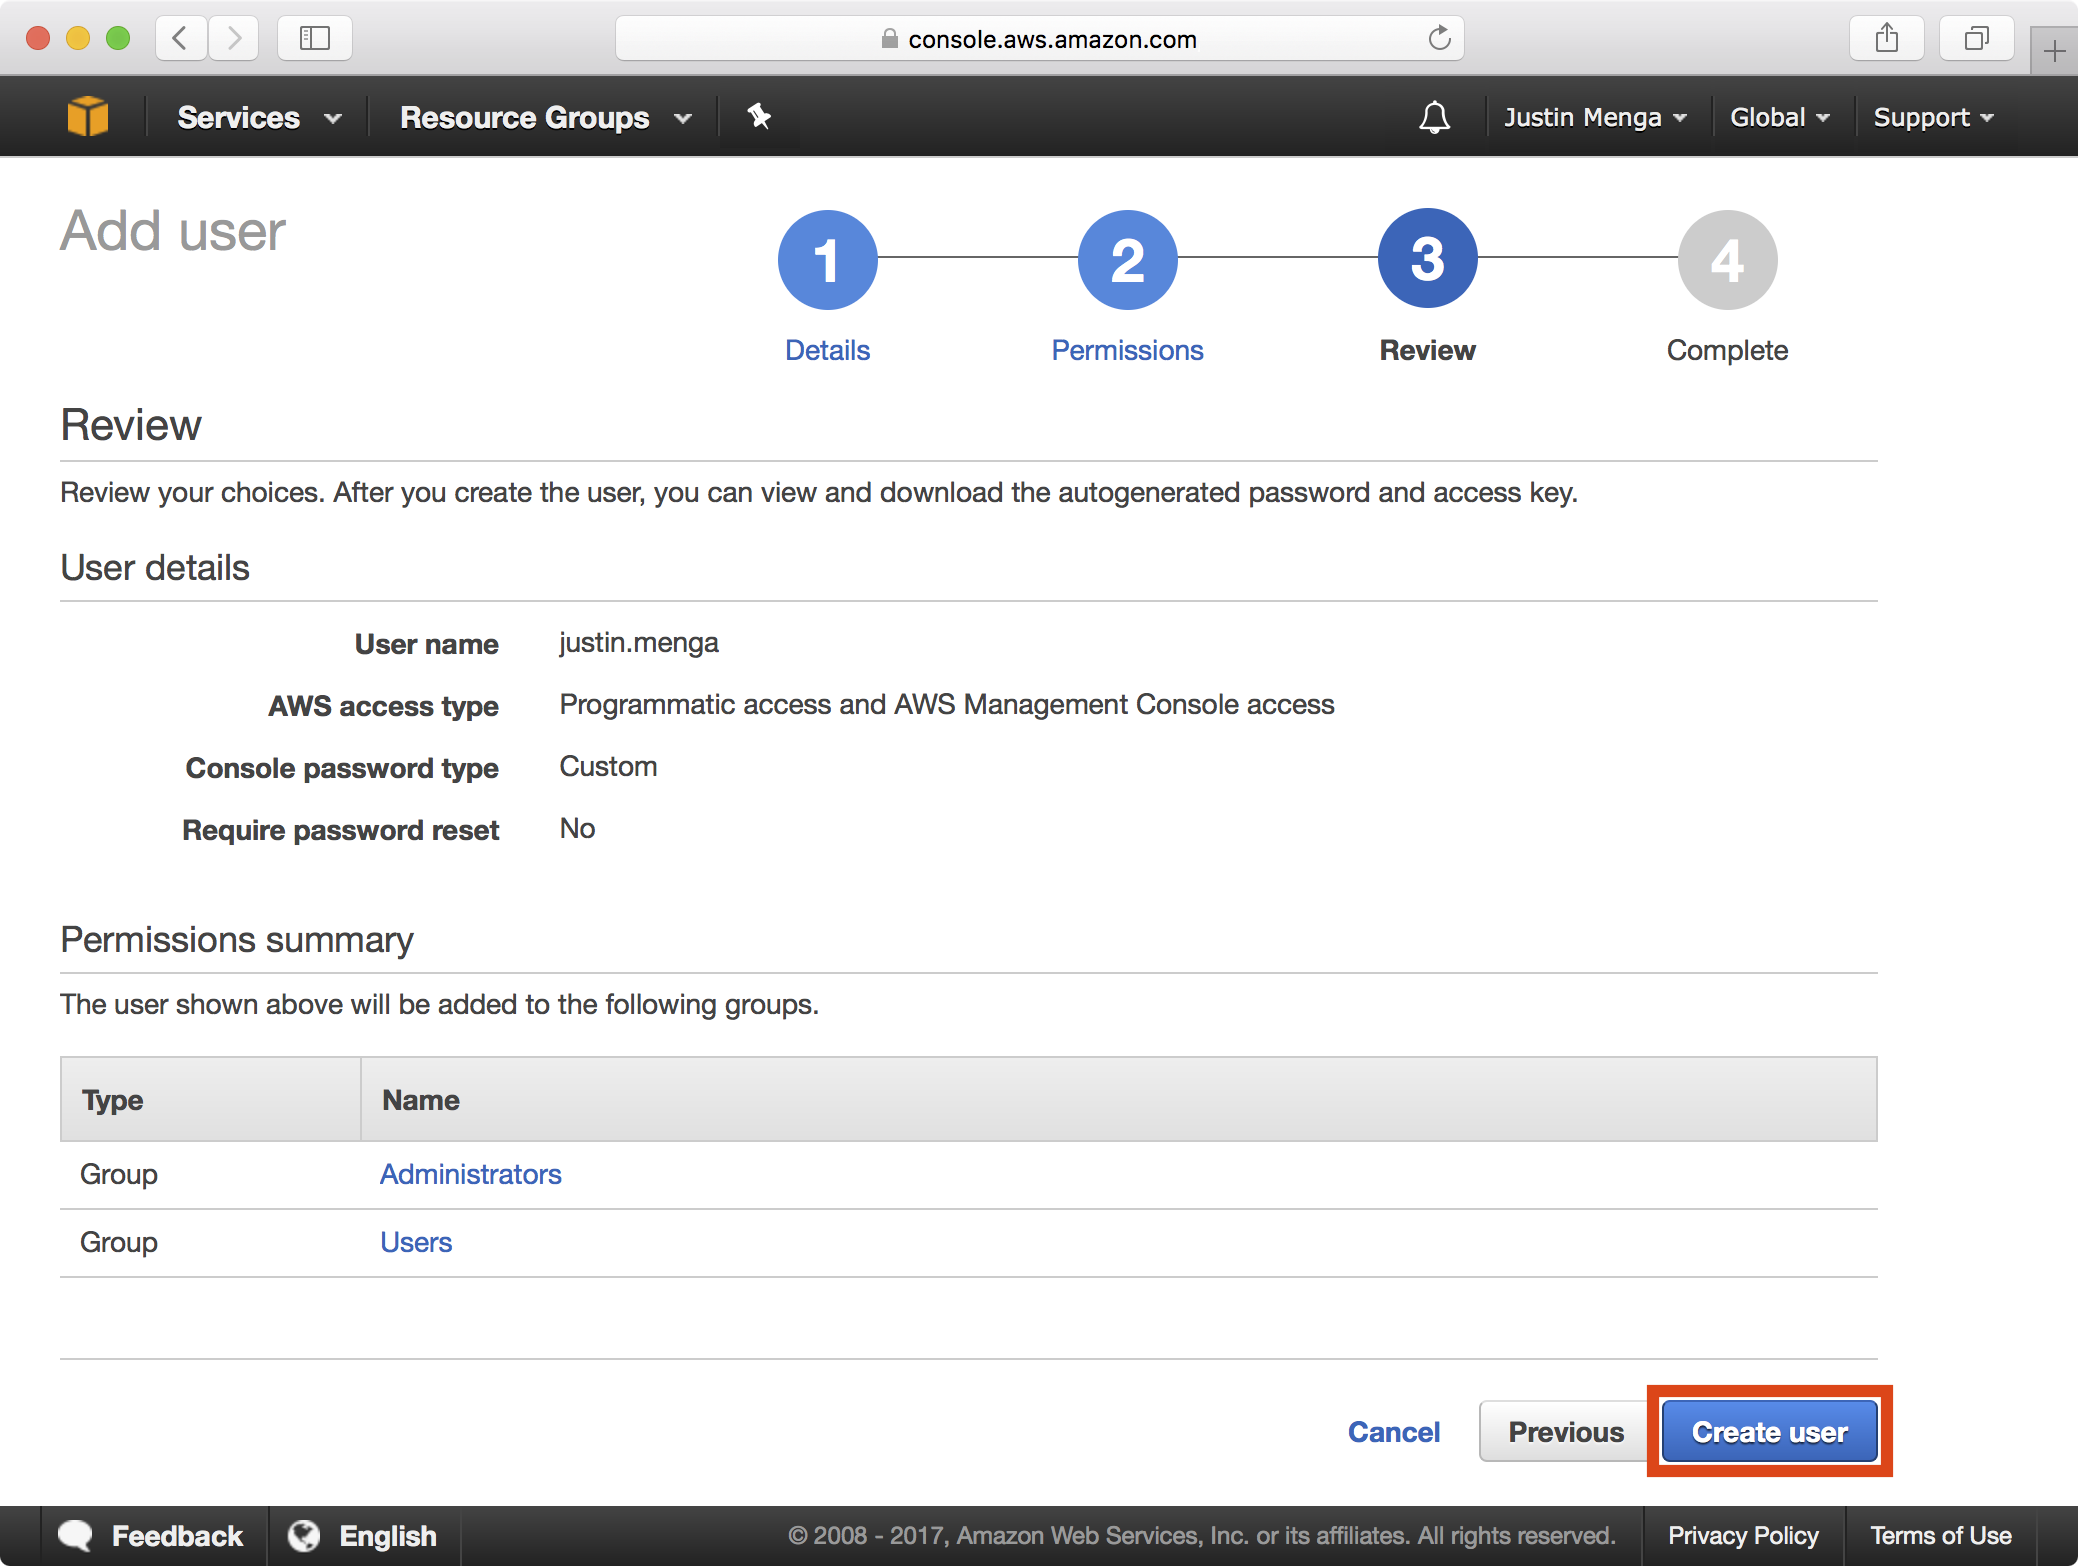 console.aws.amazon.com
Services Resource Groups Justin Menga Global Support
Add user
1 2 3 4
Details Permissions Review Complete
Review
Review your choices. After you create the user, you can view and download the autogenerated password and access key.
User details
User name justin.menga
AWS access type Programmatic access and AWS Management Console access
Console password type Custom
Require password reset No
Permissions summary
The user shown above will be added to the following groups.
Type Name
Group Administrators
Group Users
Cancel Previous Create user
Feedback English © 2008 - 2017, Amazon Web Services, Inc. or its affiliates. All rights reserved. Privacy Policy Terms of Use